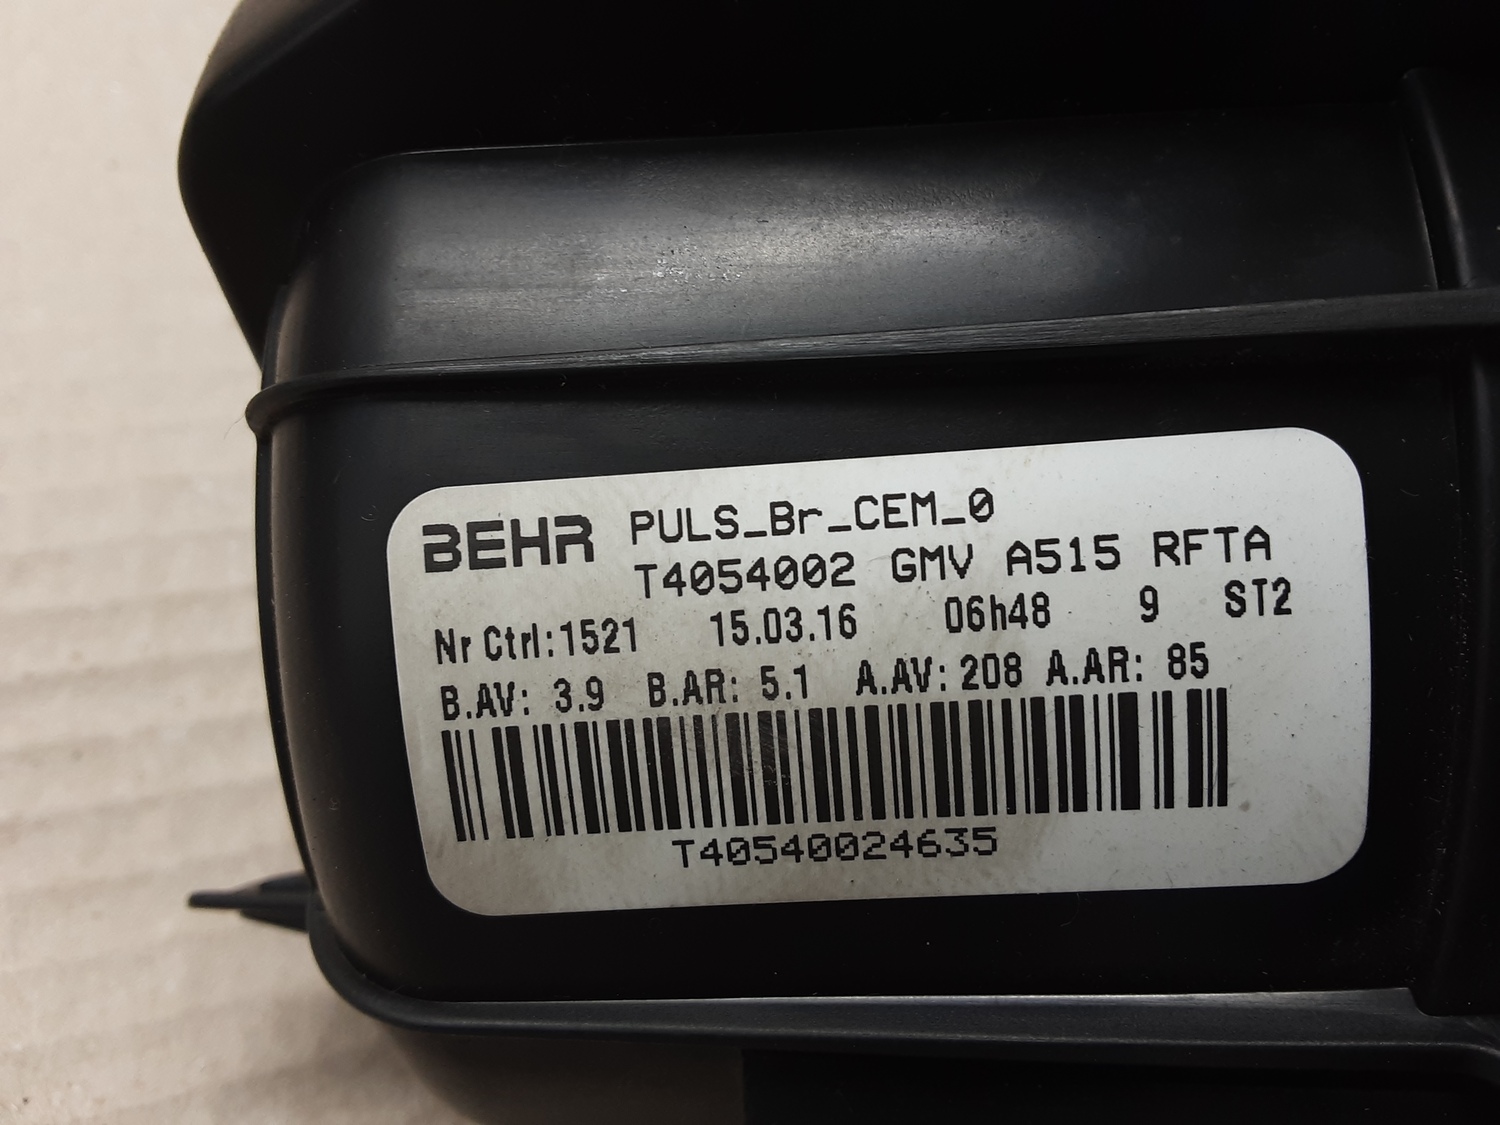 BEHR PULS_Br_CEM_0
T4054002 GMV A515 RFTA
Nr Ctrl:1521 15.03.16 06h48 9 ST2
B.AV: 3.9 B.AR: 5.1 A.AV: 208 A.AR: 85
T40540024635